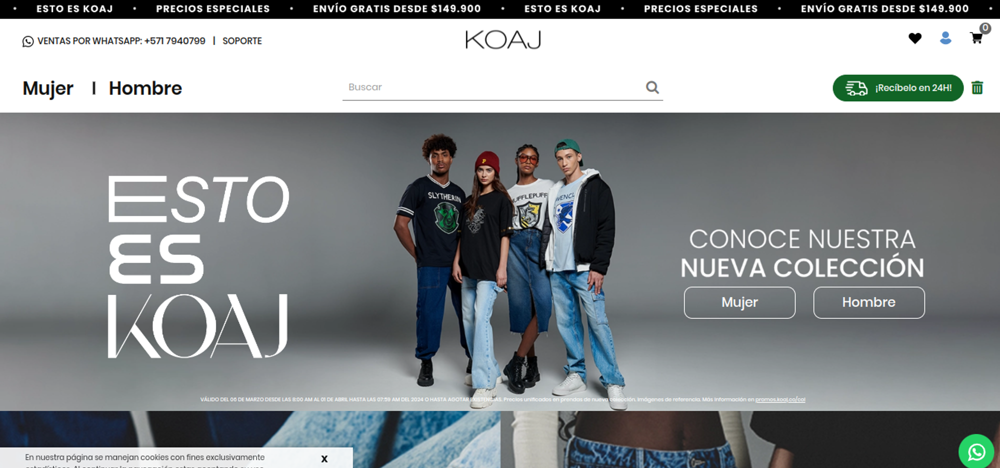 • ESTO ES KOAJ • PRECIOS ESPECIALES • ENVÍO GRATIS DESDE $149.900 • ESTO ES KOAJ • PRECIOS ESPECIALES • ENVÍO GRATIS DESDE $149.900 •
VENTAS POR WHATSAPP: +571 7940799 | SOPORTE
KOAJ
0
Mujer | Hombre
Buscar
¡Recíbelo en 24H!
ESTO
ES
KOAJ
SLYTHERIN
P
HUFFLEPUFF
CONOCE NUESTRA
NUEVA COLECCIÓN
Mujer
Hombre
VÁLIDO DEL 06 DE MARZO DESDE LAS 8:00 AM AL 01 DE ABRIL HASTA LAS 07:59 AM DEL 2024 O HASTA AGOTAR EXISTENCIAS. Precios unificados en prendas de nueva colección. Imágenes de referencia. Más información en promos.koaj.co/col
En nuestra página se manejan cookies con fines exclusivamente
X